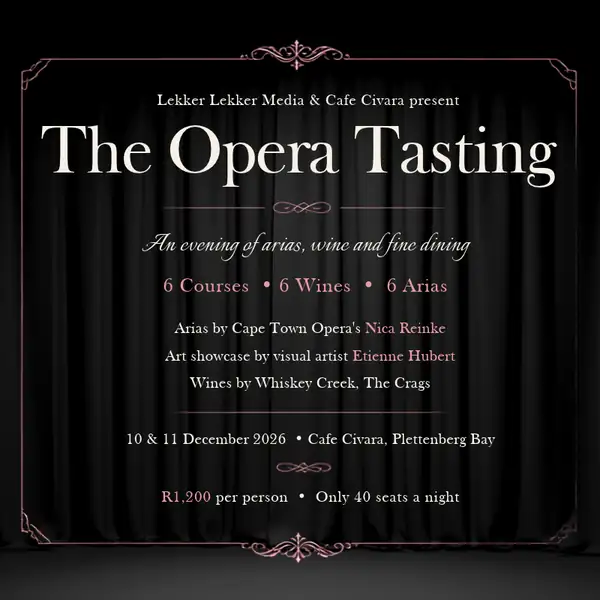 Lekker Lekker Media & Cafe Civara present
The Opera Tasting
An evening of arias, wine and fine dining
6 Courses • 6 Wines • 6 Arias
Arias by Cape Town Opera's Nica Reinke
Art showcase by visual artist Etienne Hubert
Wines by Whiskey Creek, The Crags
10 & 11 December 2026 • Cafe Civara, Plettenberg Bay
R1,200 per person • Only 40 seats a night